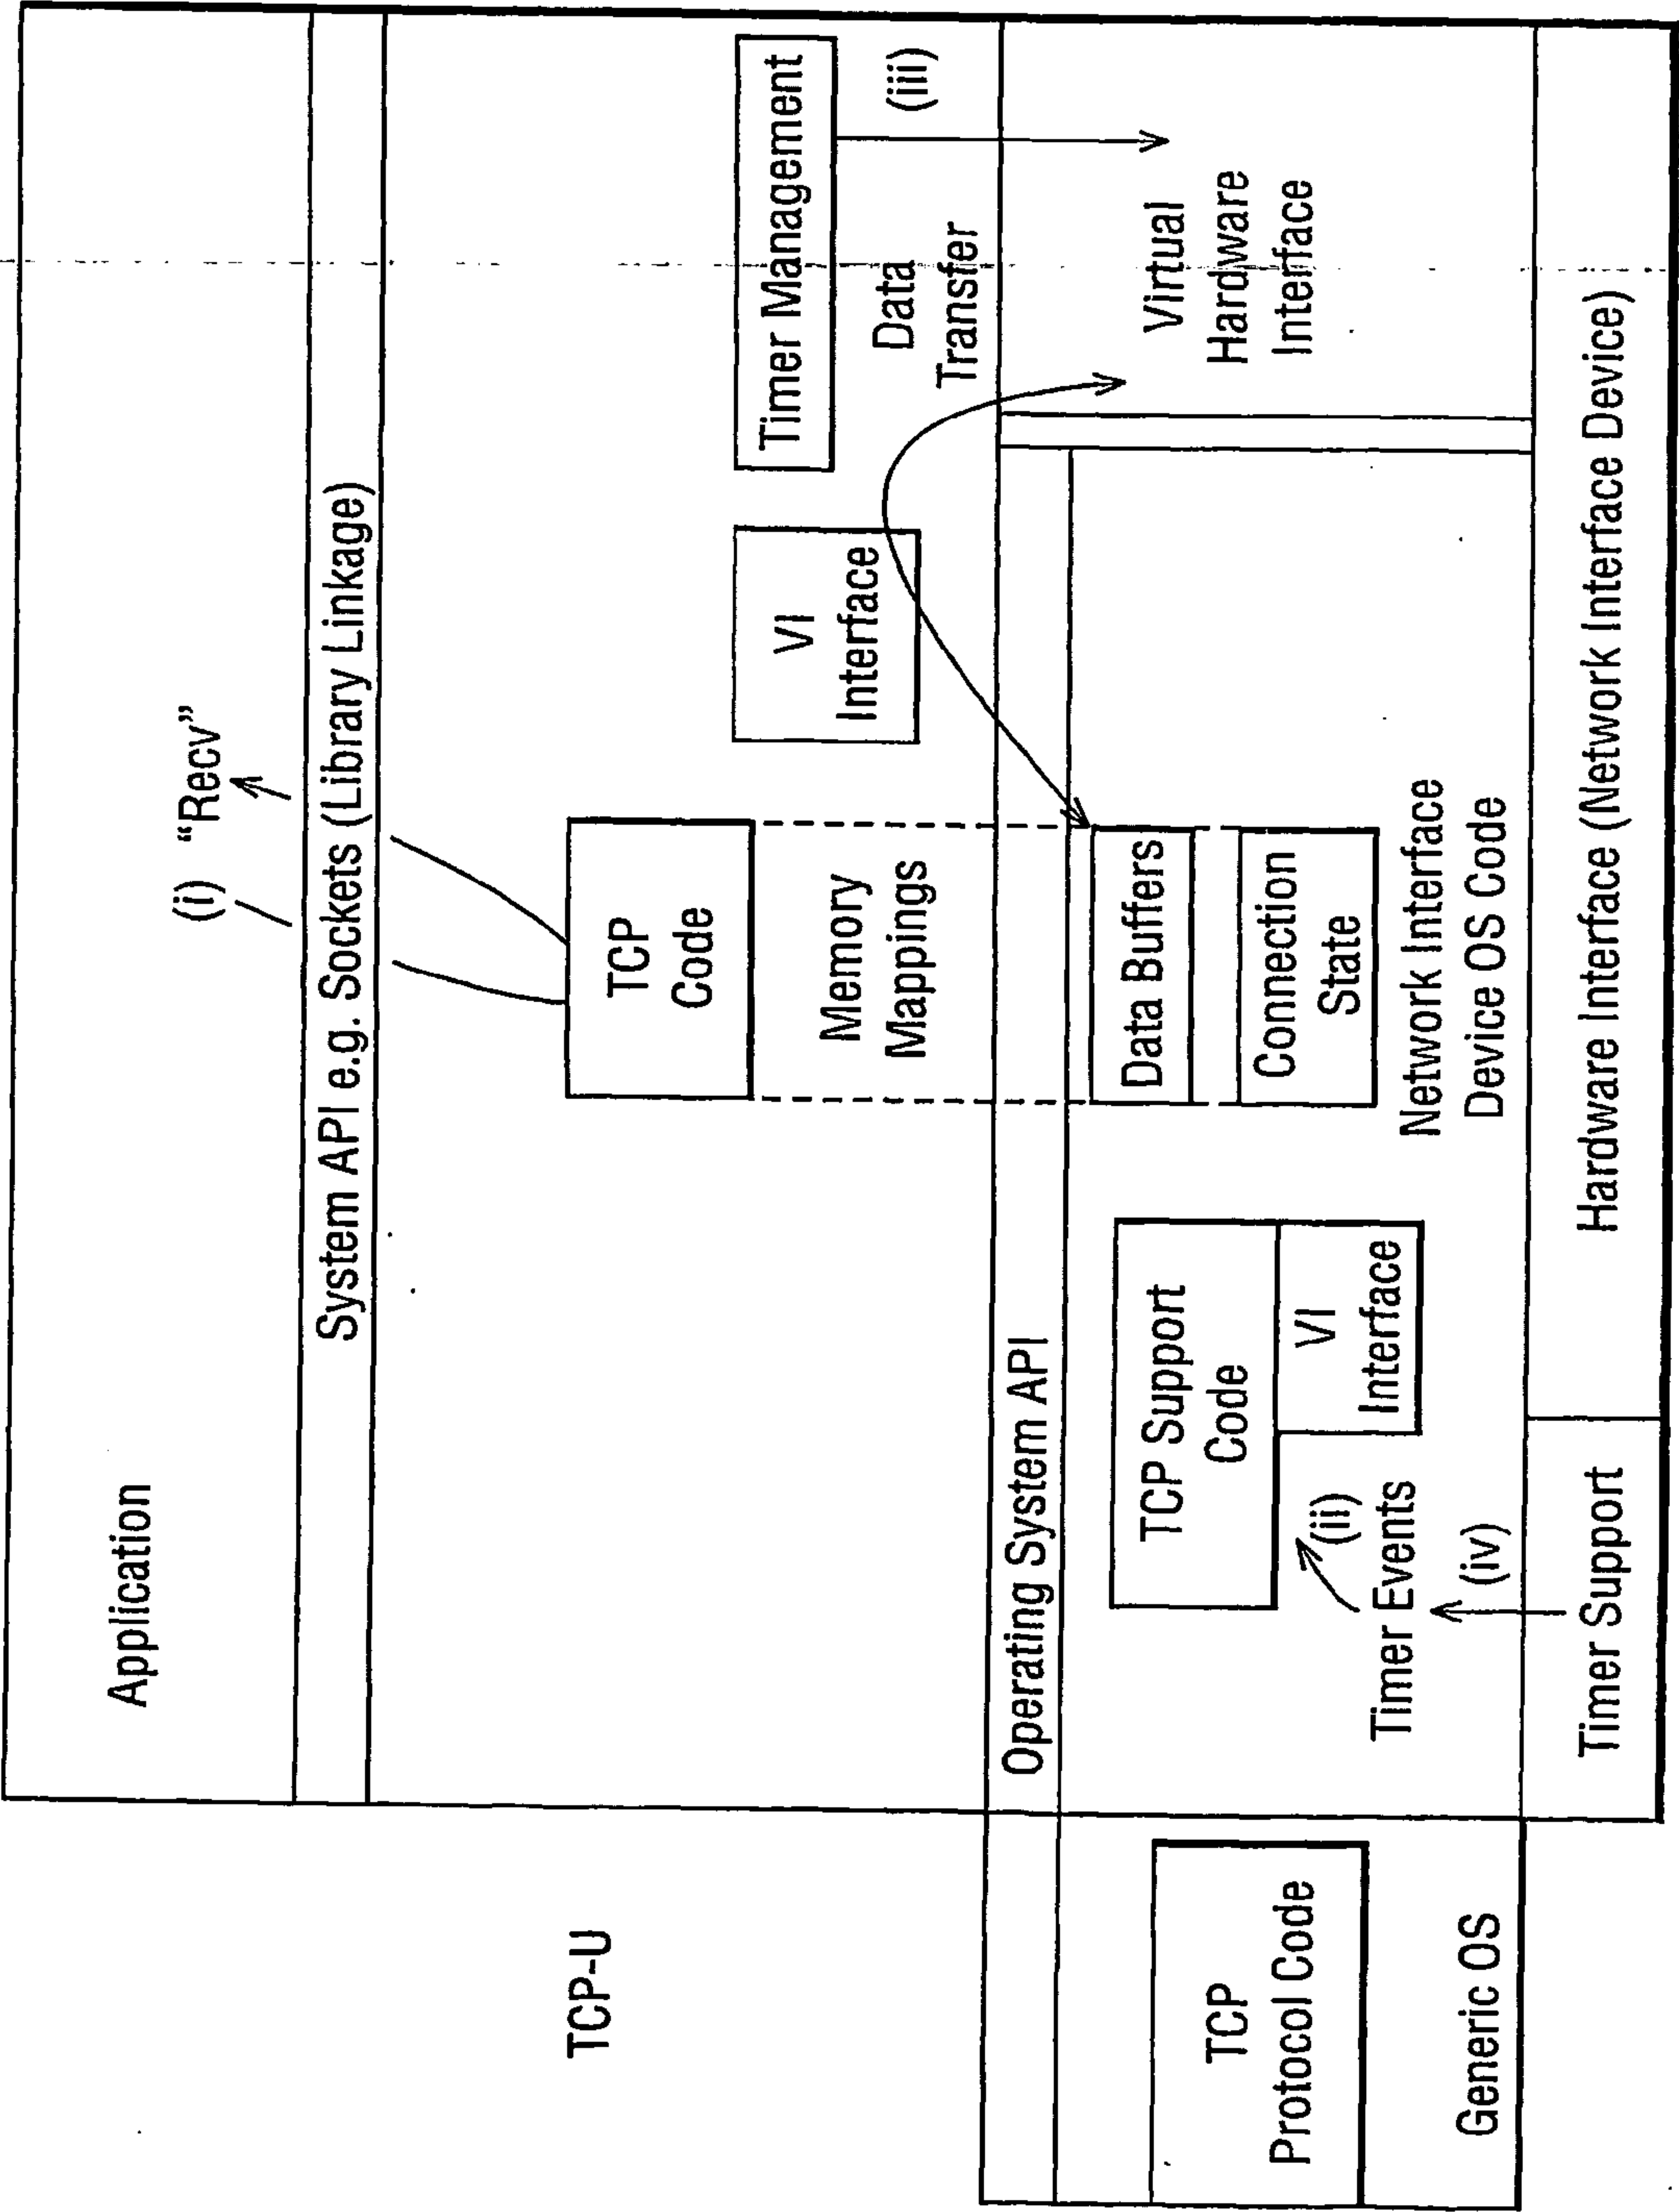 Application
(i) “Recv”
System API e.g. Sockets (Library Linkage)
TCP-U
TCP
Code
Memory
Mappings
VI
Interface
Timer Management
Data
Transfer
(iii)
Operating System API
TCP
Protocol Code
Generic OS
TCP Support
Code
VI
Interface
(ii)
Timer Events
(iv)
Data Buffers
Connection
State
Network Interface
Device OS Code
Virtual
Hardware
Interface
Timer Support
Hardware Interface (Network Interface Device)